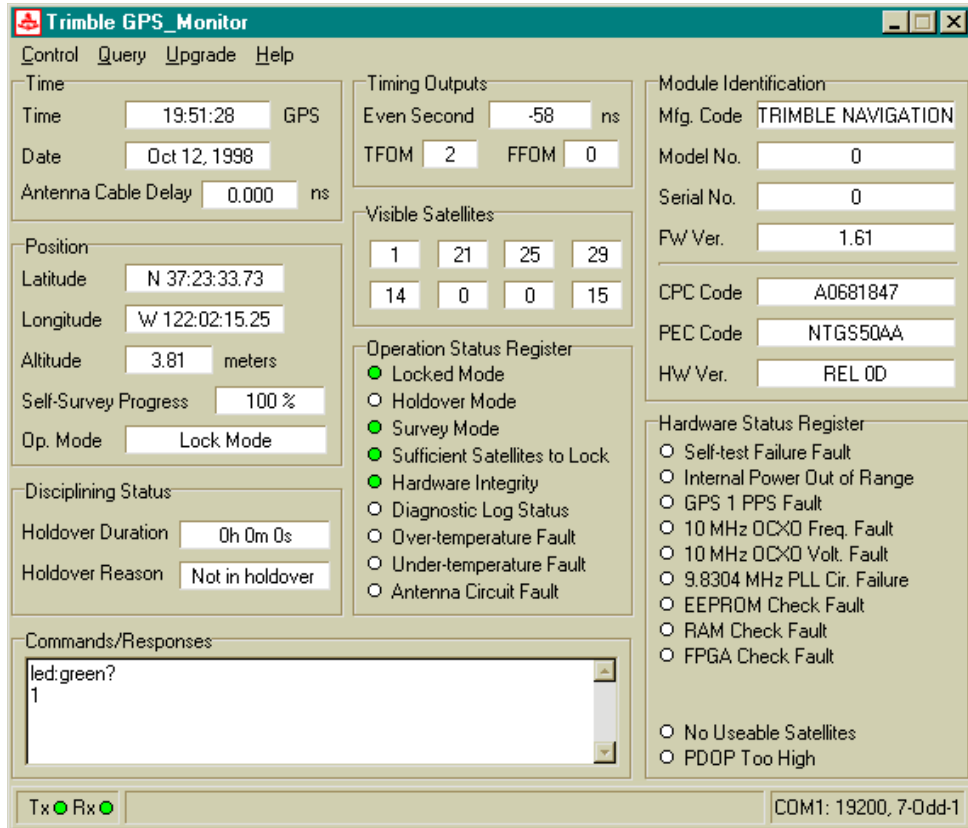 Trimble GPS_Monitor
Control Query Upgrade Help
Time
Time 19:51:28 GPS
Date Oct 12, 1998
Antenna Cable Delay 0.000 ns
Position
Latitude N 37:23:33.73
Longitude W 122:02:15.25
Altitude 3.81 meters
Self-Survey Progress 100 %
Op. Mode Lock Mode
Disciplining Status
Holdover Duration 0h 0m 0s
Holdover Reason Not in holdover
Timing Outputs
Even Second -58 ns
TFOM 2 FFOM 0
Visible Satellites
1 21 25 29
14 0 0 15
Operation Status Register
Locked Mode
Holdover Mode
Survey Mode
Sufficient Satellites to Lock
Hardware Integrity
Diagnostic Log Status
Over-temperature Fault
Under-temperature Fault
Antenna Circuit Fault
Module Identification
Mfg. Code TRIMBLE NAVIGATION
Model No. 0
Serial No. 0
FW Ver. 1.61
CPC Code A0681847
PEC Code NTGS50AA
HW Ver. REL 0D
Hardware Status Register
Self-test Failure Fault
Internal Power Out of Range
GPS 1 PPS Fault
10 MHz OCXO Freq. Fault
10 MHz OCXO Volt. Fault
9.8304 MHz PLL Cir. Failure
EEPROM Check Fault
RAM Check Fault
FPGA Check Fault
No Useable Satellites
PDOP Too High
Commands/Responses
led:green?
1
Tx Rx
COM1: 19200, 7-Odd-1